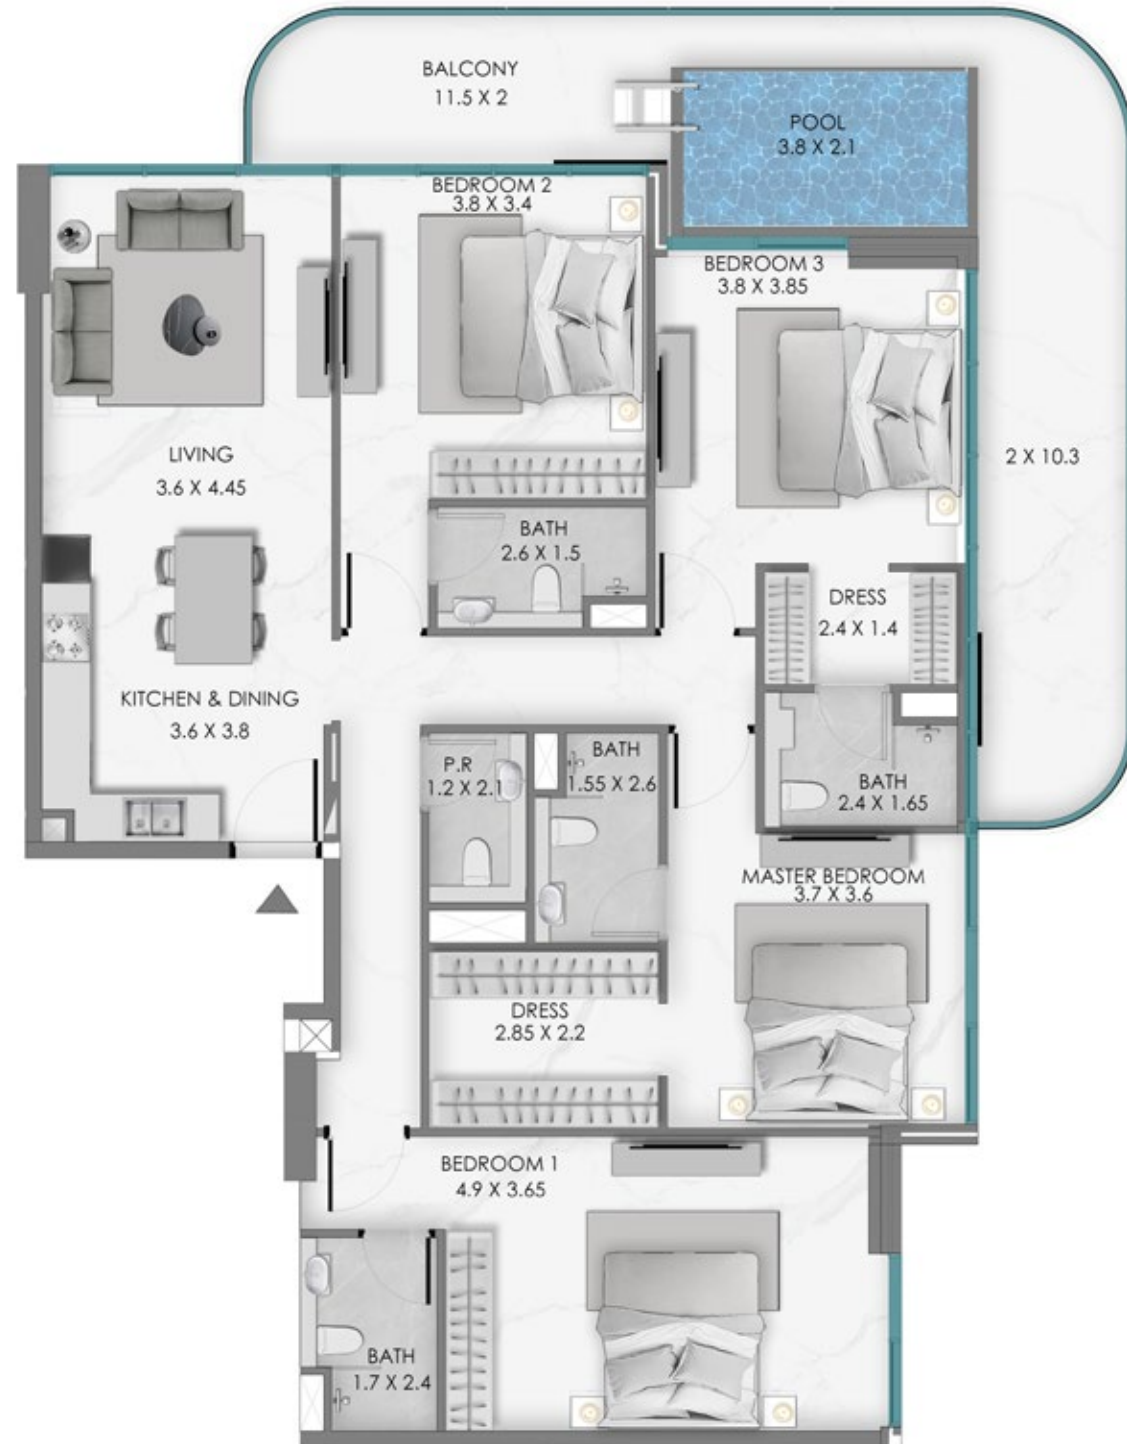 BALCONY
11.5 X 2
POOL
3.8 X 2.1
BEDROOM 2
3.8 X 3.4
BEDROOM 3
3.8 X 3.85
LIVING
3.6 X 4.45
2 X 10.3
BATH
2.6 X 1.5
DRESS
2.4 X 1.4
KITCHEN & DINING
3.6 X 3.8
P.R
1.2 X 2.1
BATH
1.55 X 2.6
BATH
2.4 X 1.65
MASTER BEDROOM
3.7 X 3.6
DRESS
2.85 X 2.2
BEDROOM 1
4.9 X 3.65
BATH
1.7 X 2.4